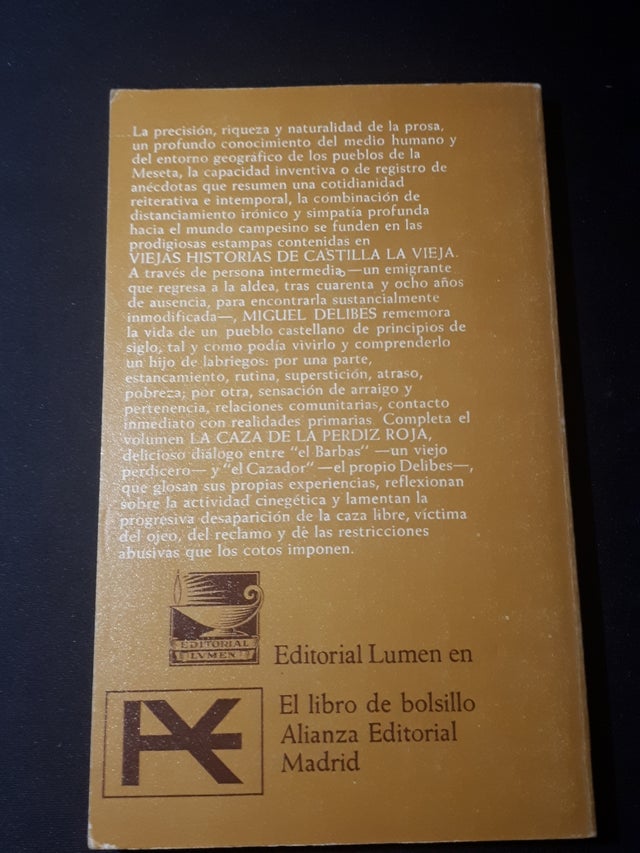 La precisión, riqueza y naturalidad de la prosa,
un profundo conocimiento del medio humano y
del entorno geográfico de los pueblos de la
Meseta, la capacidad inventiva o de registro de
anécdotas que resumen una cotidianidad
reiterativa e intemporal, la combinación de
distanciamiento irónico y simpatía profunda
hacia el mundo campesino se funden en las
prodigiosas estampas contenidas en
VIEJAS HISTORIAS DE CASTILLA LA VIEJA.
A través de persona intermedia —un emigrante
que regresa a la aldea, tras cuarenta y ocho años
de ausencia, para encontrarla sustancialmente
inmodificada—, MIGUEL DELIBES rememora
la vida de un pueblo castellano de principios de
siglo, tal y como podía vivirlo y comprenderlo
un hijo de labriegos: por una parte,
estancamiento, rutina, superstición, atraso,
pobreza; por otra, sensación de arraigo y
pertenencia, relaciones comunitarias, contacto
inmediato con realidades primarias. Completa el
volumen LA CAZA DE LA PERDIZ ROJA,
delicioso diálogo entre "el Barbas" —un viejo
perdicero— y "el Cazador" —el propio Delibes—,
que glosan sus propias experiencias, reflexionan
sobre la actividad cinegética y lamentan la
progresiva desaparición de la caza libre, víctima
del ojeo, del reclamo y de las restricciones
abusivas que los cotos imponen.
EDITORIAL
LVMEN
Editorial Lumen en
El libro de bolsillo
Alianza Editorial
Madrid